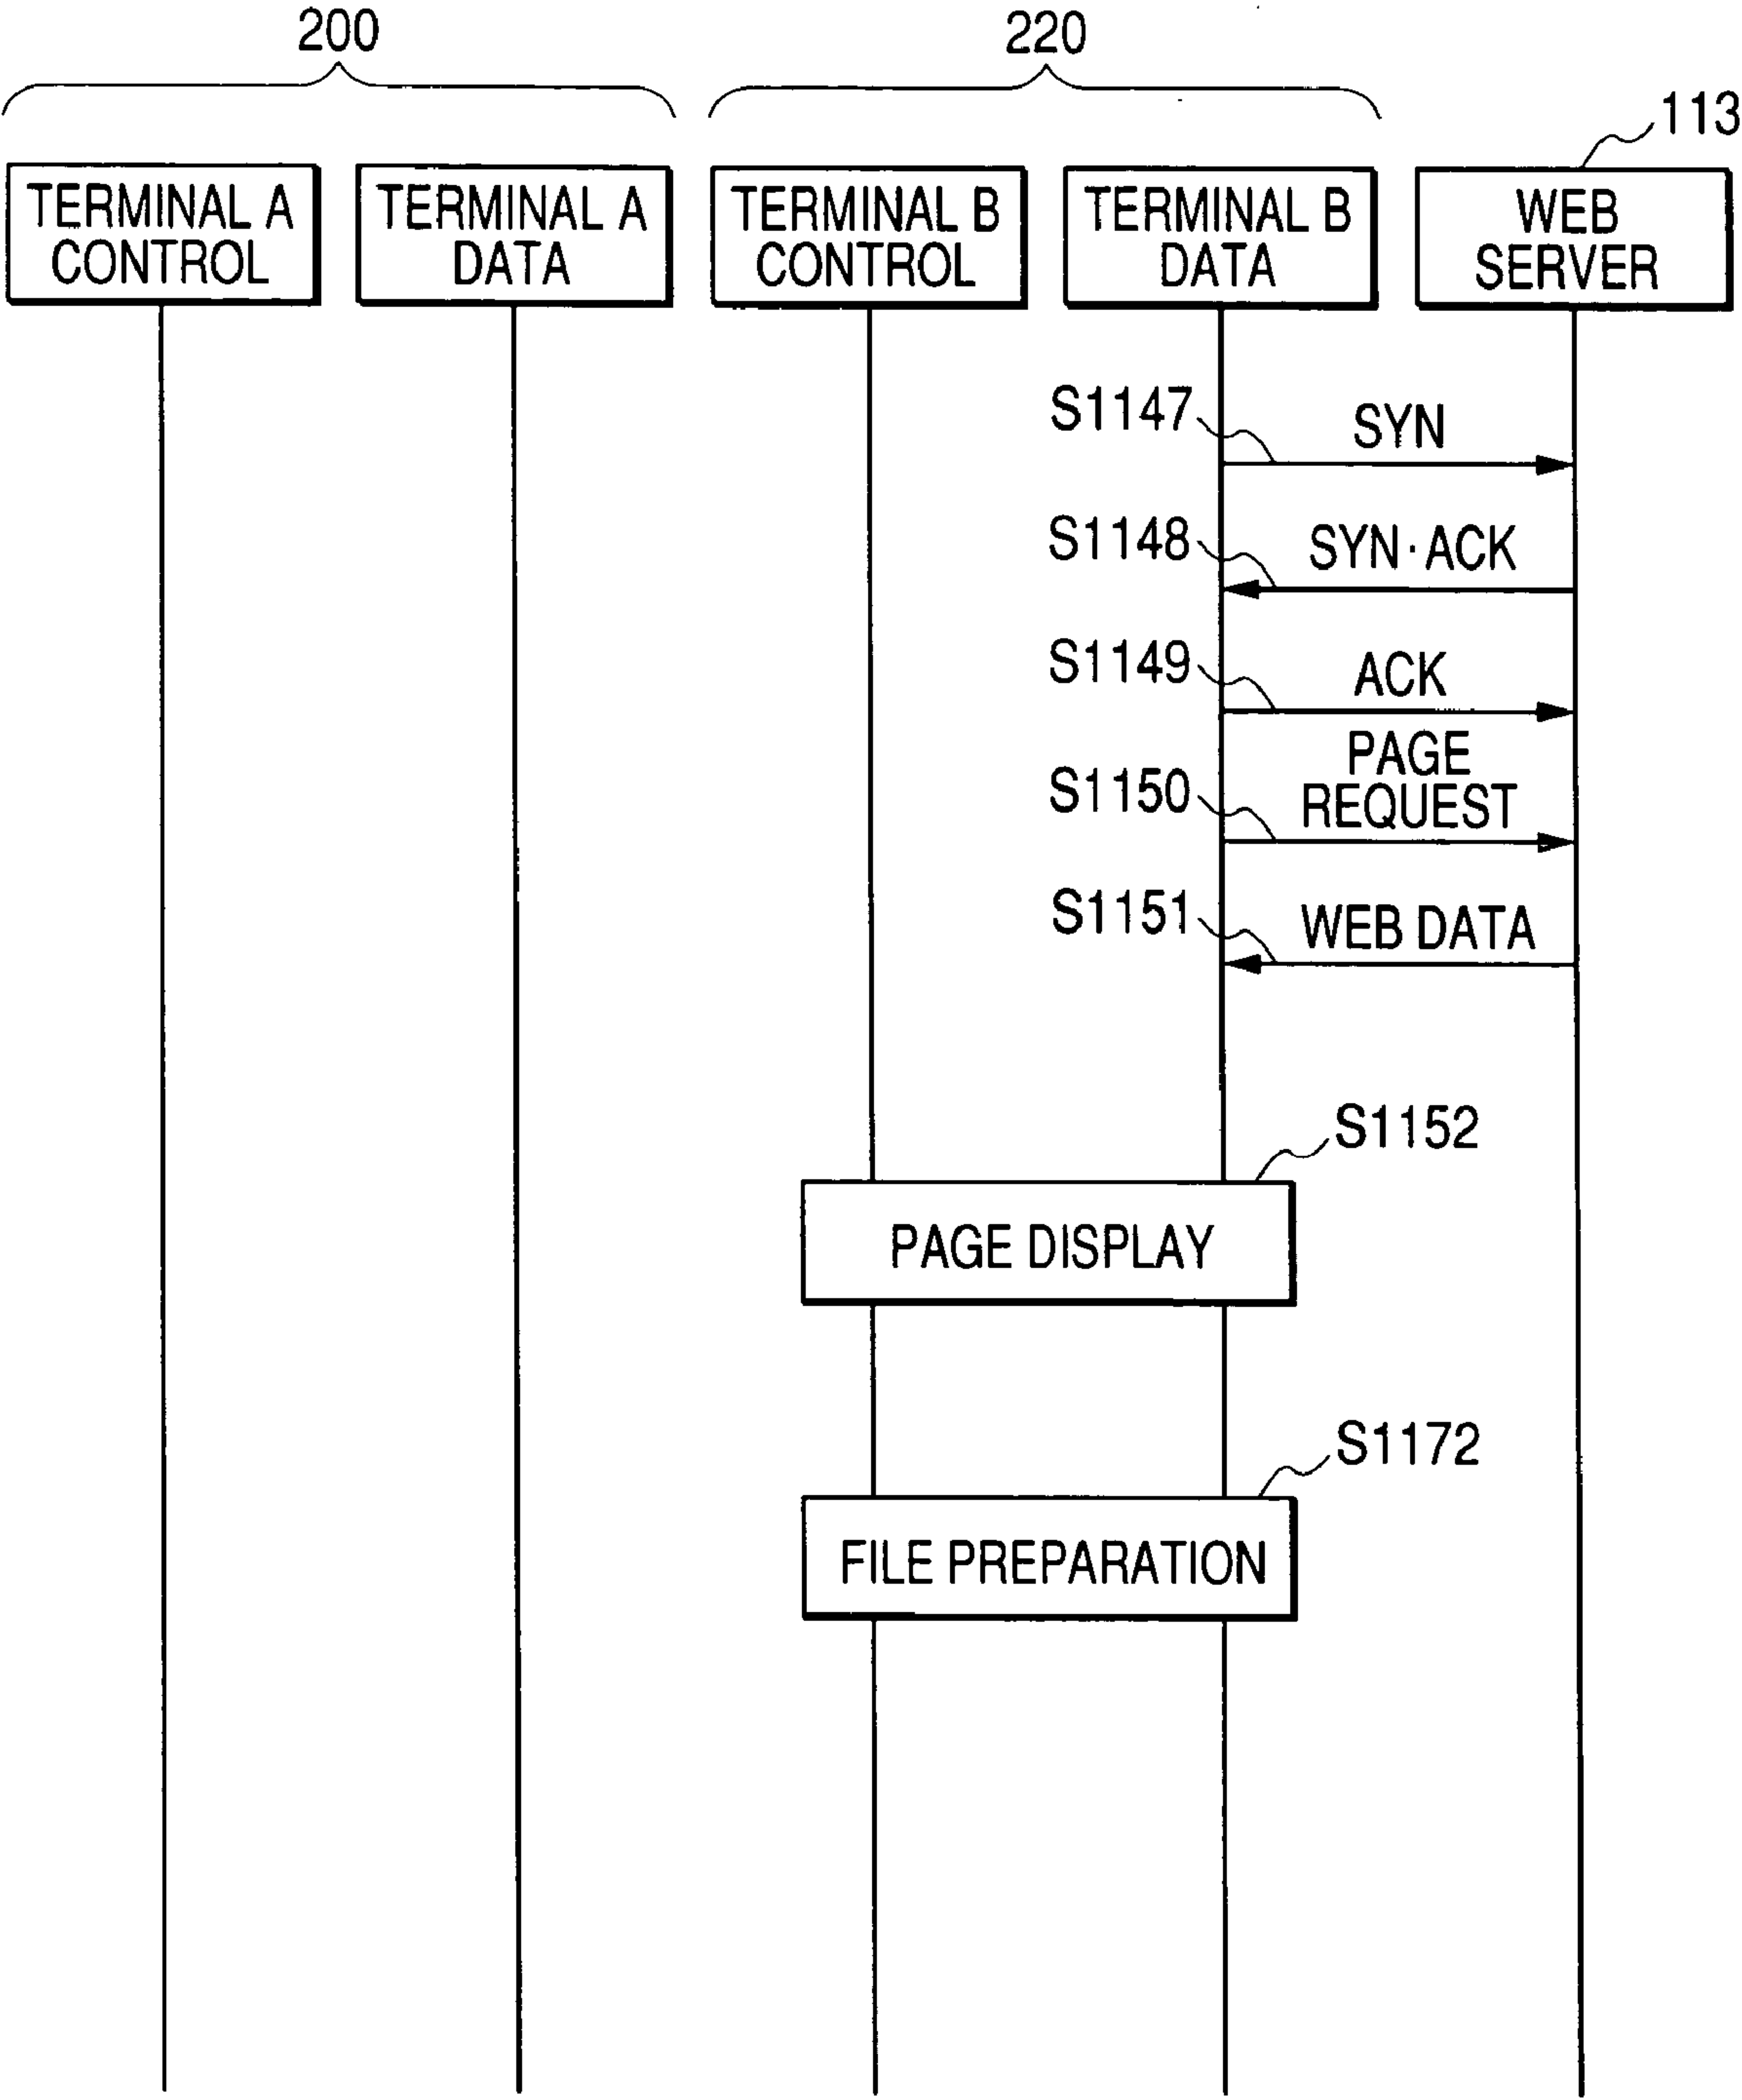 200
220
113
TERMINAL A
CONTROL
TERMINAL A
DATA
TERMINAL B
CONTROL
TERMINAL B
DATA
WEB
SERVER
S1147
SYN
S1148
SYN·ACK
S1149
ACK
S1150
PAGE
REQUEST
S1151
WEB DATA
S1152
PAGE DISPLAY
S1172
FILE PREPARATION